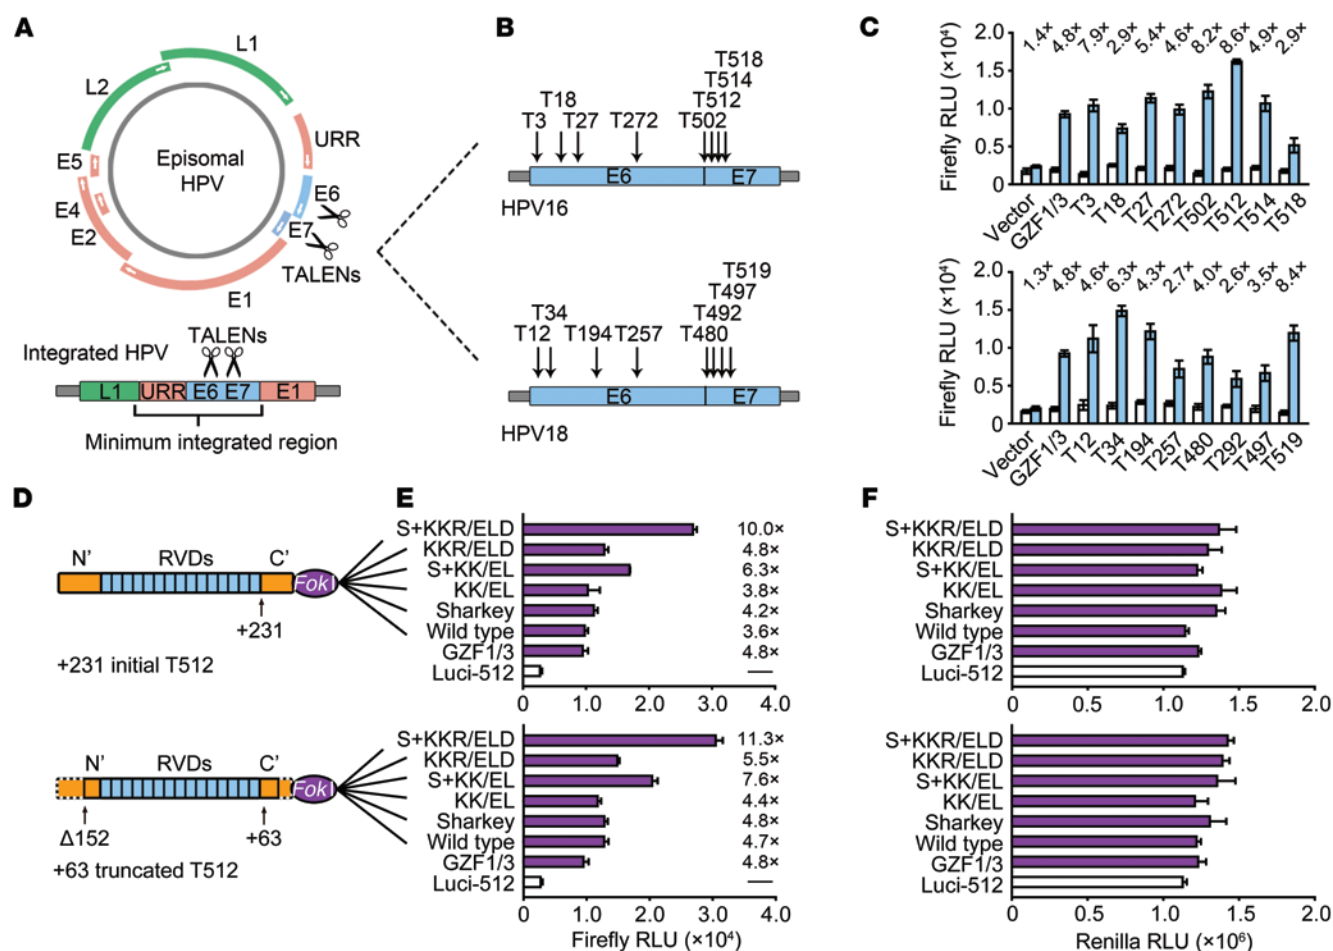 A
L1
L2
URR
E5
Episomal
HPV
E6
E4
E7
E2
TALENs
E1
TALENs
Integrated HPV
L1 URR E6 E7 E1
Minimum integrated region
B
T518
T514
T18 T512
T3 T27 T272 T502
E6 E7
HPV16
T519
T497
T34 T492
T12 T194 T257 T480
E6 E7
HPV18
C
1.4× 4.8× 7.9× 2.9× 5.4× 4.6× 8.2× 8.6× 4.9× 2.9×
Firefly RLU (×10⁴)
2.0
1.5
1.0
0.5
0
Vector GZF1/3 T3 T18 T27 T272 T502 T512 T514 T518
1.3× 4.8× 4.6× 6.3× 4.3× 2.7× 4.0× 2.6× 3.5× 8.4×
Firefly RLU (×10⁴)
2.0
1.5
1.0
0.5
0
Vector GZF1/3 T12 T34 T194 T257 T480 T292 T497 T519
D
N' RVDs C'
FokI
+231
+231 initial T512
N' RVDs C'
FokI
Δ152 +63
+63 truncated T512
E
S+KKR/ELD 10.0×
KKR/ELD 4.8×
S+KK/EL 6.3×
KK/EL 3.8×
Sharkey 4.2×
Wild type 3.6×
GZF1/3 4.8×
Luci-512 —
0 1.0 2.0 3.0 4.0
S+KKR/ELD 11.3×
KKR/ELD 5.5×
S+KK/EL 7.6×
KK/EL 4.4×
Sharkey 4.8×
Wild type 4.7×
GZF1/3 4.8×
Luci-512 —
0 1.0 2.0 3.0 4.0
Firefly RLU (×10⁴)
F
S+KKR/ELD
KKR/ELD
S+KK/EL
KK/EL
Sharkey
Wild type
GZF1/3
Luci-512
0 0.5 1.0 1.5 2.0
S+KKR/ELD
KKR/ELD
S+KK/EL
KK/EL
Sharkey
Wild type
GZF1/3
Luci-512
0 0.5 1.0 1.5 2.0
Renilla RLU (×10⁶)